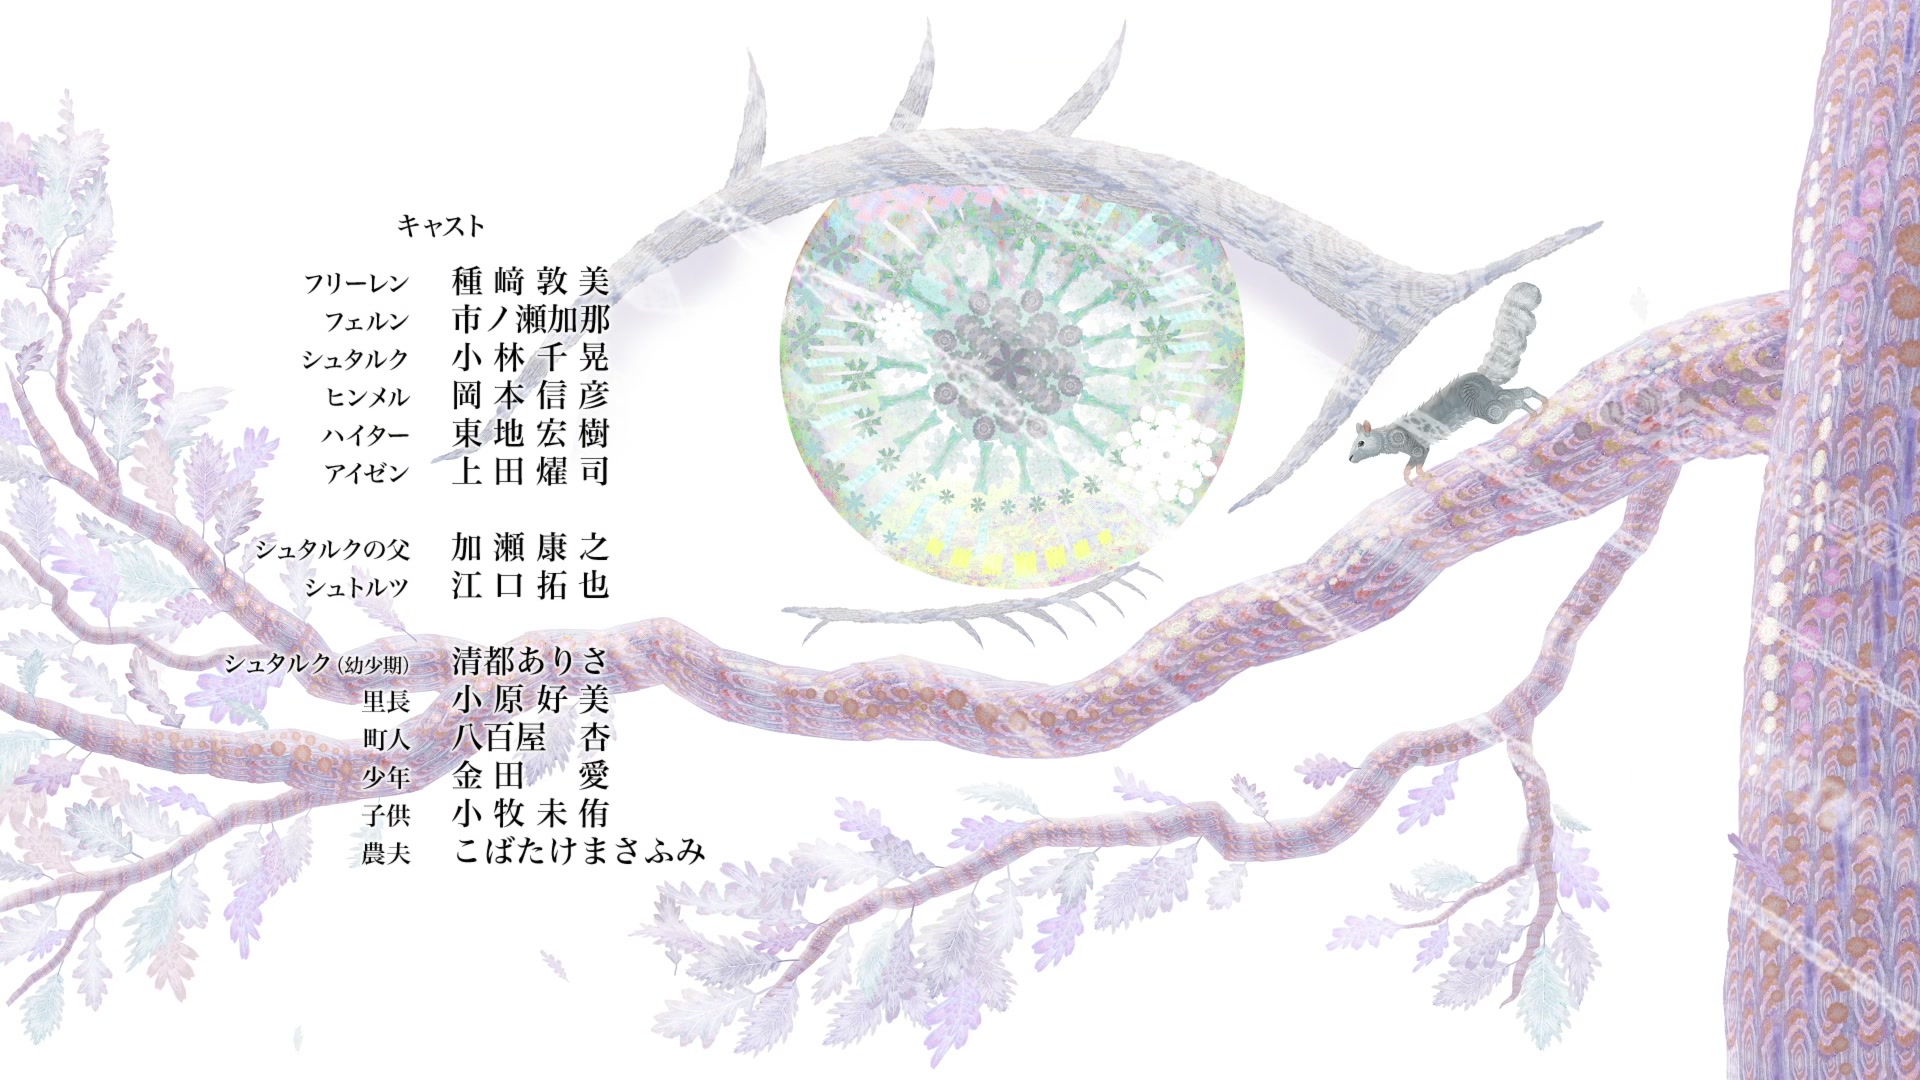 キャスト
フリーレン 種﨑敦美
フェルン 市ノ瀬加那
シュタルク 小林千晃
ヒンメル 岡本信彦
ハイター 東地宏樹
アイゼン 上田燿司
シュタルクの父 加瀬康之
シュトルツ 江口拓也
シュタルク(幼少期) 清都ありさ
里長 小原好美
町人 八百屋 杏
少年 金田 愛
子供 小牧未侑
農夫 こばたけまさふみ